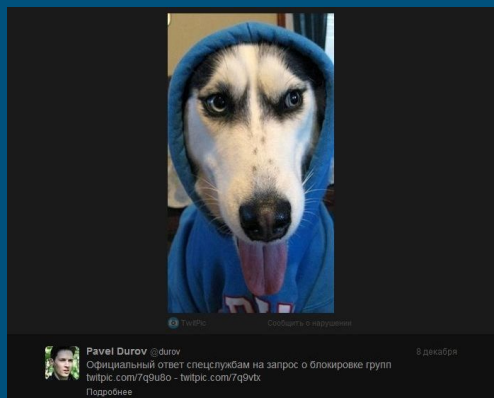 TwitPic Сообщить о нарушении
Pavel Durov @durov 8 декабря
Официальный ответ спецслужбам на запрос о блокировке групп
twitpic.com/7q9u8o - twitpic.com/7q9vtx
Подробнее